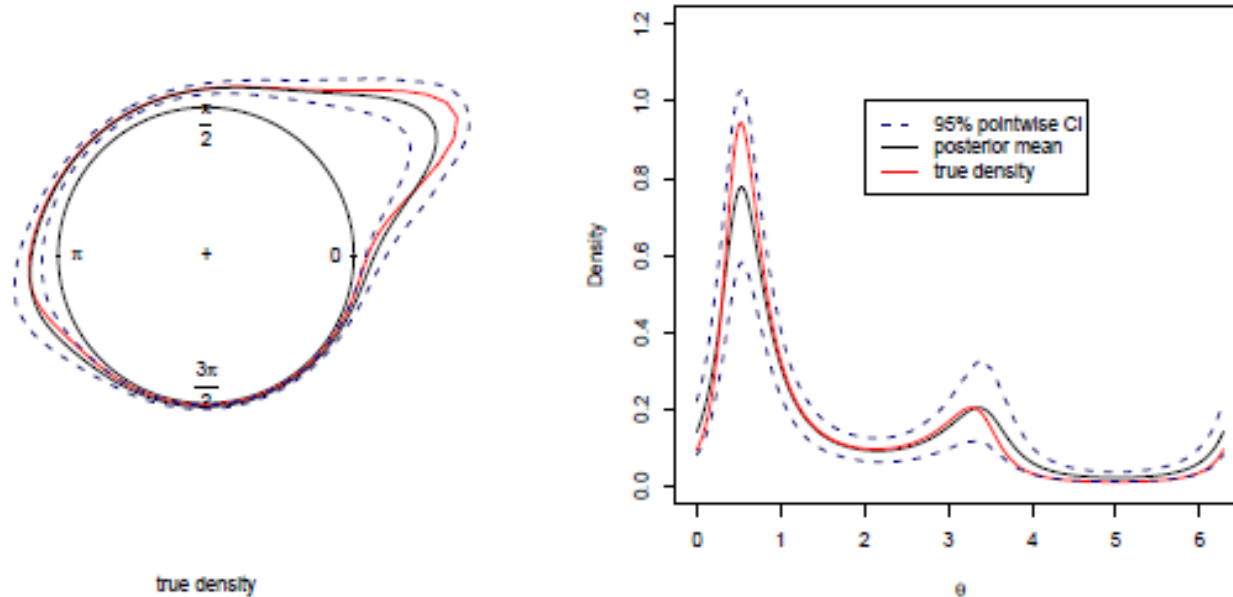 π
2
π
+
0
3π
2
true density
Density
0.0 0.2 0.4 0.6 0.8 1.0 1.2
95% pointwise CI
posterior mean
true density
0 1 2 3 4 5 6
θ